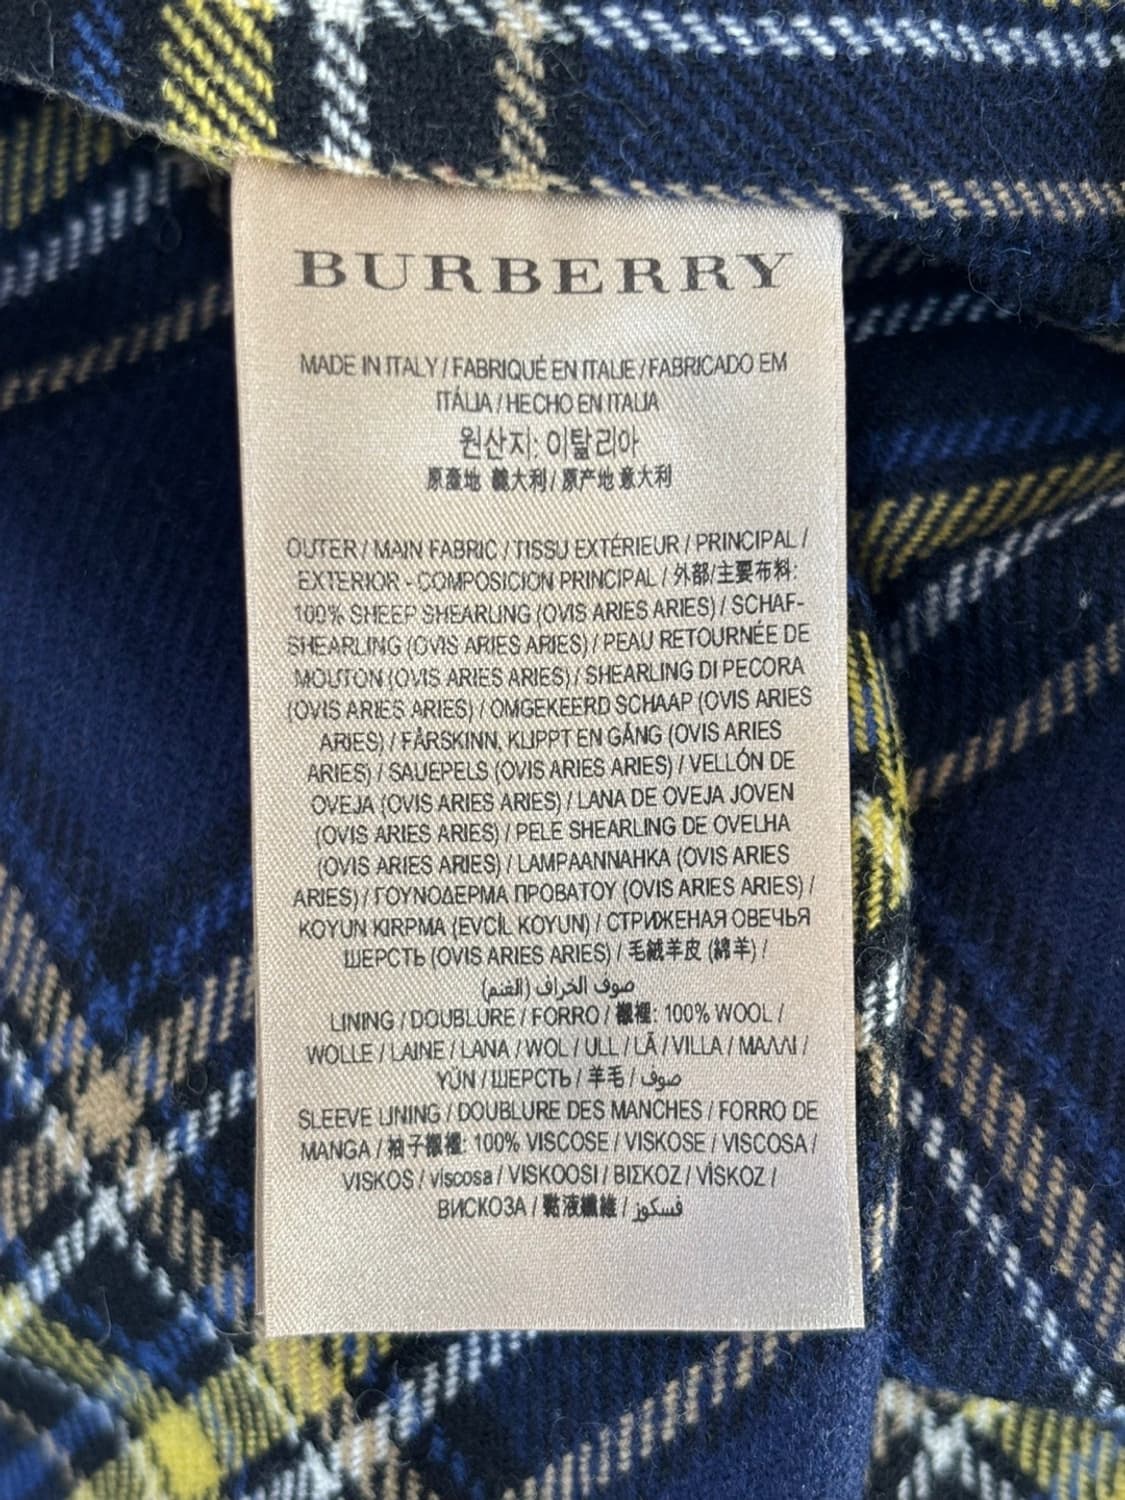 BURBERRY
MADE IN ITALY / FABRIQUÉ EN ITALIE / FABRICADO EM
ITÁLIA / HECHO EN ITALIA
원산지: 이탈리아
原產地 義大利 / 原产地 意大利
OUTER / MAIN FABRIC / TISSU EXTÉRIEUR / PRINCIPAL /
EXTERIOR - COMPOSICION PRINCIPAL / 外部/主要布料:
100% SHEEP SHEARLING (OVIS ARIES ARIES) / SCHAF-
SHEARLING (OVIS ARIES ARIES) / PEAU RETOURNÉE DE
MOUTON (OVIS ARIES ARIES) / SHEARLING DI PECORA
(OVIS ARIES ARIES) / OMGEKEERD SCHAAP (OVIS ARIES
ARIES) / FÅRSKINN, KLIPPT EN GÅNG (OVIS ARIES
ARIES) / SAUEPELS (OVIS ARIES ARIES) / VELLÓN DE
OVEJA (OVIS ARIES ARIES) / LANA DE OVEJA JOVEN
(OVIS ARIES ARIES) / PELE SHEARLING DE OVELHA
(OVIS ARIES ARIES) / LAMPAANNAHKA (OVIS ARIES
ARIES) / ΓΟΥΝΟΔΕΡΜΑ ΠΡΟΒΑΤΟΥ (OVIS ARIES ARIES) /
KOYUN KIRPMA (EVCİL KOYUN) / СТРИЖЕНАЯ ОВЕЧЬЯ
ШЕРСТЬ (OVIS ARIES ARIES) / 毛絨羊皮 (綿羊) /
صوف الخراف (الغنم)
LINING / DOUBLURE / FORRO / 襯裡: 100% WOOL /
WOLLE / LAINE / LANA / WOL / ULL / LÃ / VILLA / ΜΑΛΛΙ /
YÜN / ШЕРСТЬ / 羊毛 / صوف
SLEEVE LINING / DOUBLURE DES MANCHES / FORRO DE
MANGA / 袖子襯裡: 100% VISCOSE / VISKOSE / VISCOSA /
VISKOS / viscosa / VISKOOSI / ΒΙΣΚΟΖ / VİSKOZ /
ВИСКОЗА / 黏液纖維 / فسكوز